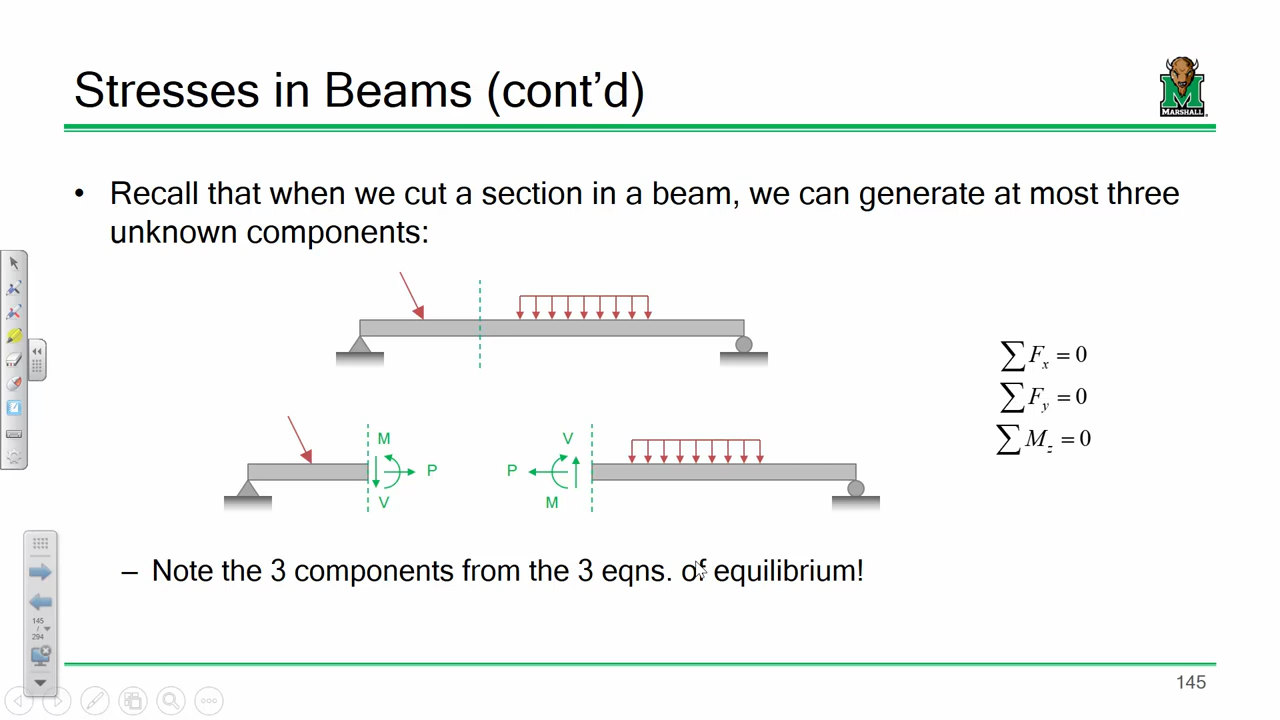 Stresses in Beams (cont’d)
MARSHALL
• Recall that when we cut a section in a beam, we can generate at most three
unknown components:
∑ Fx = 0
∑ Fy = 0
∑ Mz = 0
M
P
V
V
P
M
– Note the 3 components from the 3 eqns. of equilibrium!
145
/
294
145